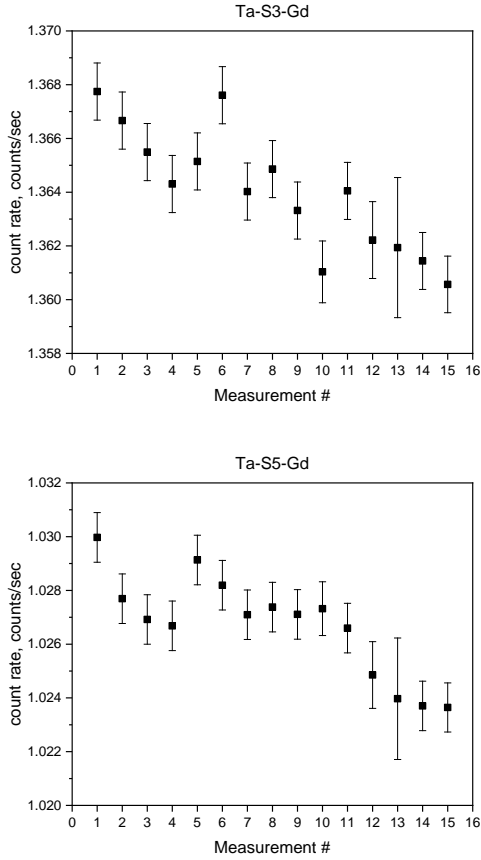 Ta-S3-Gd
1.370
1.368
1.366
1.364
1.362
1.360
1.358
count rate, counts/sec
0 1 2 3 4 5 6 7 8 9 10 11 12 13 14 15 16
Measurement #
Ta-S5-Gd
1.032
1.030
1.028
1.026
1.024
1.022
1.020
count rate, counts/sec
0 1 2 3 4 5 6 7 8 9 10 11 12 13 14 15 16
Measurement #